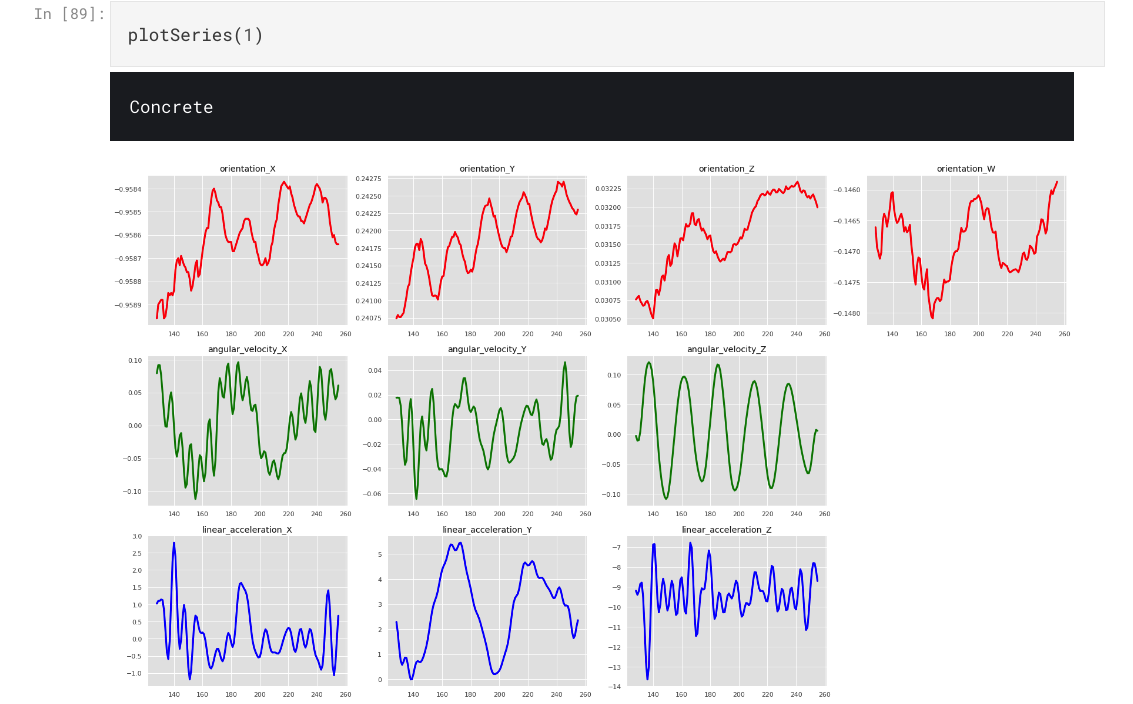 In [89]:
plotSeries(1)
Concrete
orientation_X
orientation_Y
orientation_Z
orientation_W
−0.9584
−0.9585
−0.9586
−0.9587
−0.9588
−0.9589
140 160 180 200 220 240 260
0.24275
0.24250
0.24225
0.24200
0.24175
0.24150
0.24125
0.24100
0.24075
140 160 180 200 220 240 260
0.03225
0.03200
0.03175
0.03150
0.03125
0.03100
0.03075
0.03050
140 160 180 200 220 240 260
−0.1460
−0.1465
−0.1470
−0.1475
−0.1480
140 160 180 200 220 240 260
angular_velocity_X
angular_velocity_Y
angular_velocity_Z
0.10
0.05
0.00
−0.05
−0.10
140 160 180 200 220 240 260
0.04
0.02
0.00
−0.02
−0.04
−0.06
140 160 180 200 220 240 260
0.10
0.05
0.00
−0.05
−0.10
140 160 180 200 220 240 260
linear_acceleration_X
linear_acceleration_Y
linear_acceleration_Z
3.0
2.5
2.0
1.5
1.0
0.5
0.0
−0.5
−1.0
140 160 180 200 220 240 260
5
4
3
2
1
0
140 160 180 200 220 240 260
−7
−8
−9
−10
−11
−12
−13
−14
140 160 180 200 220 240 260